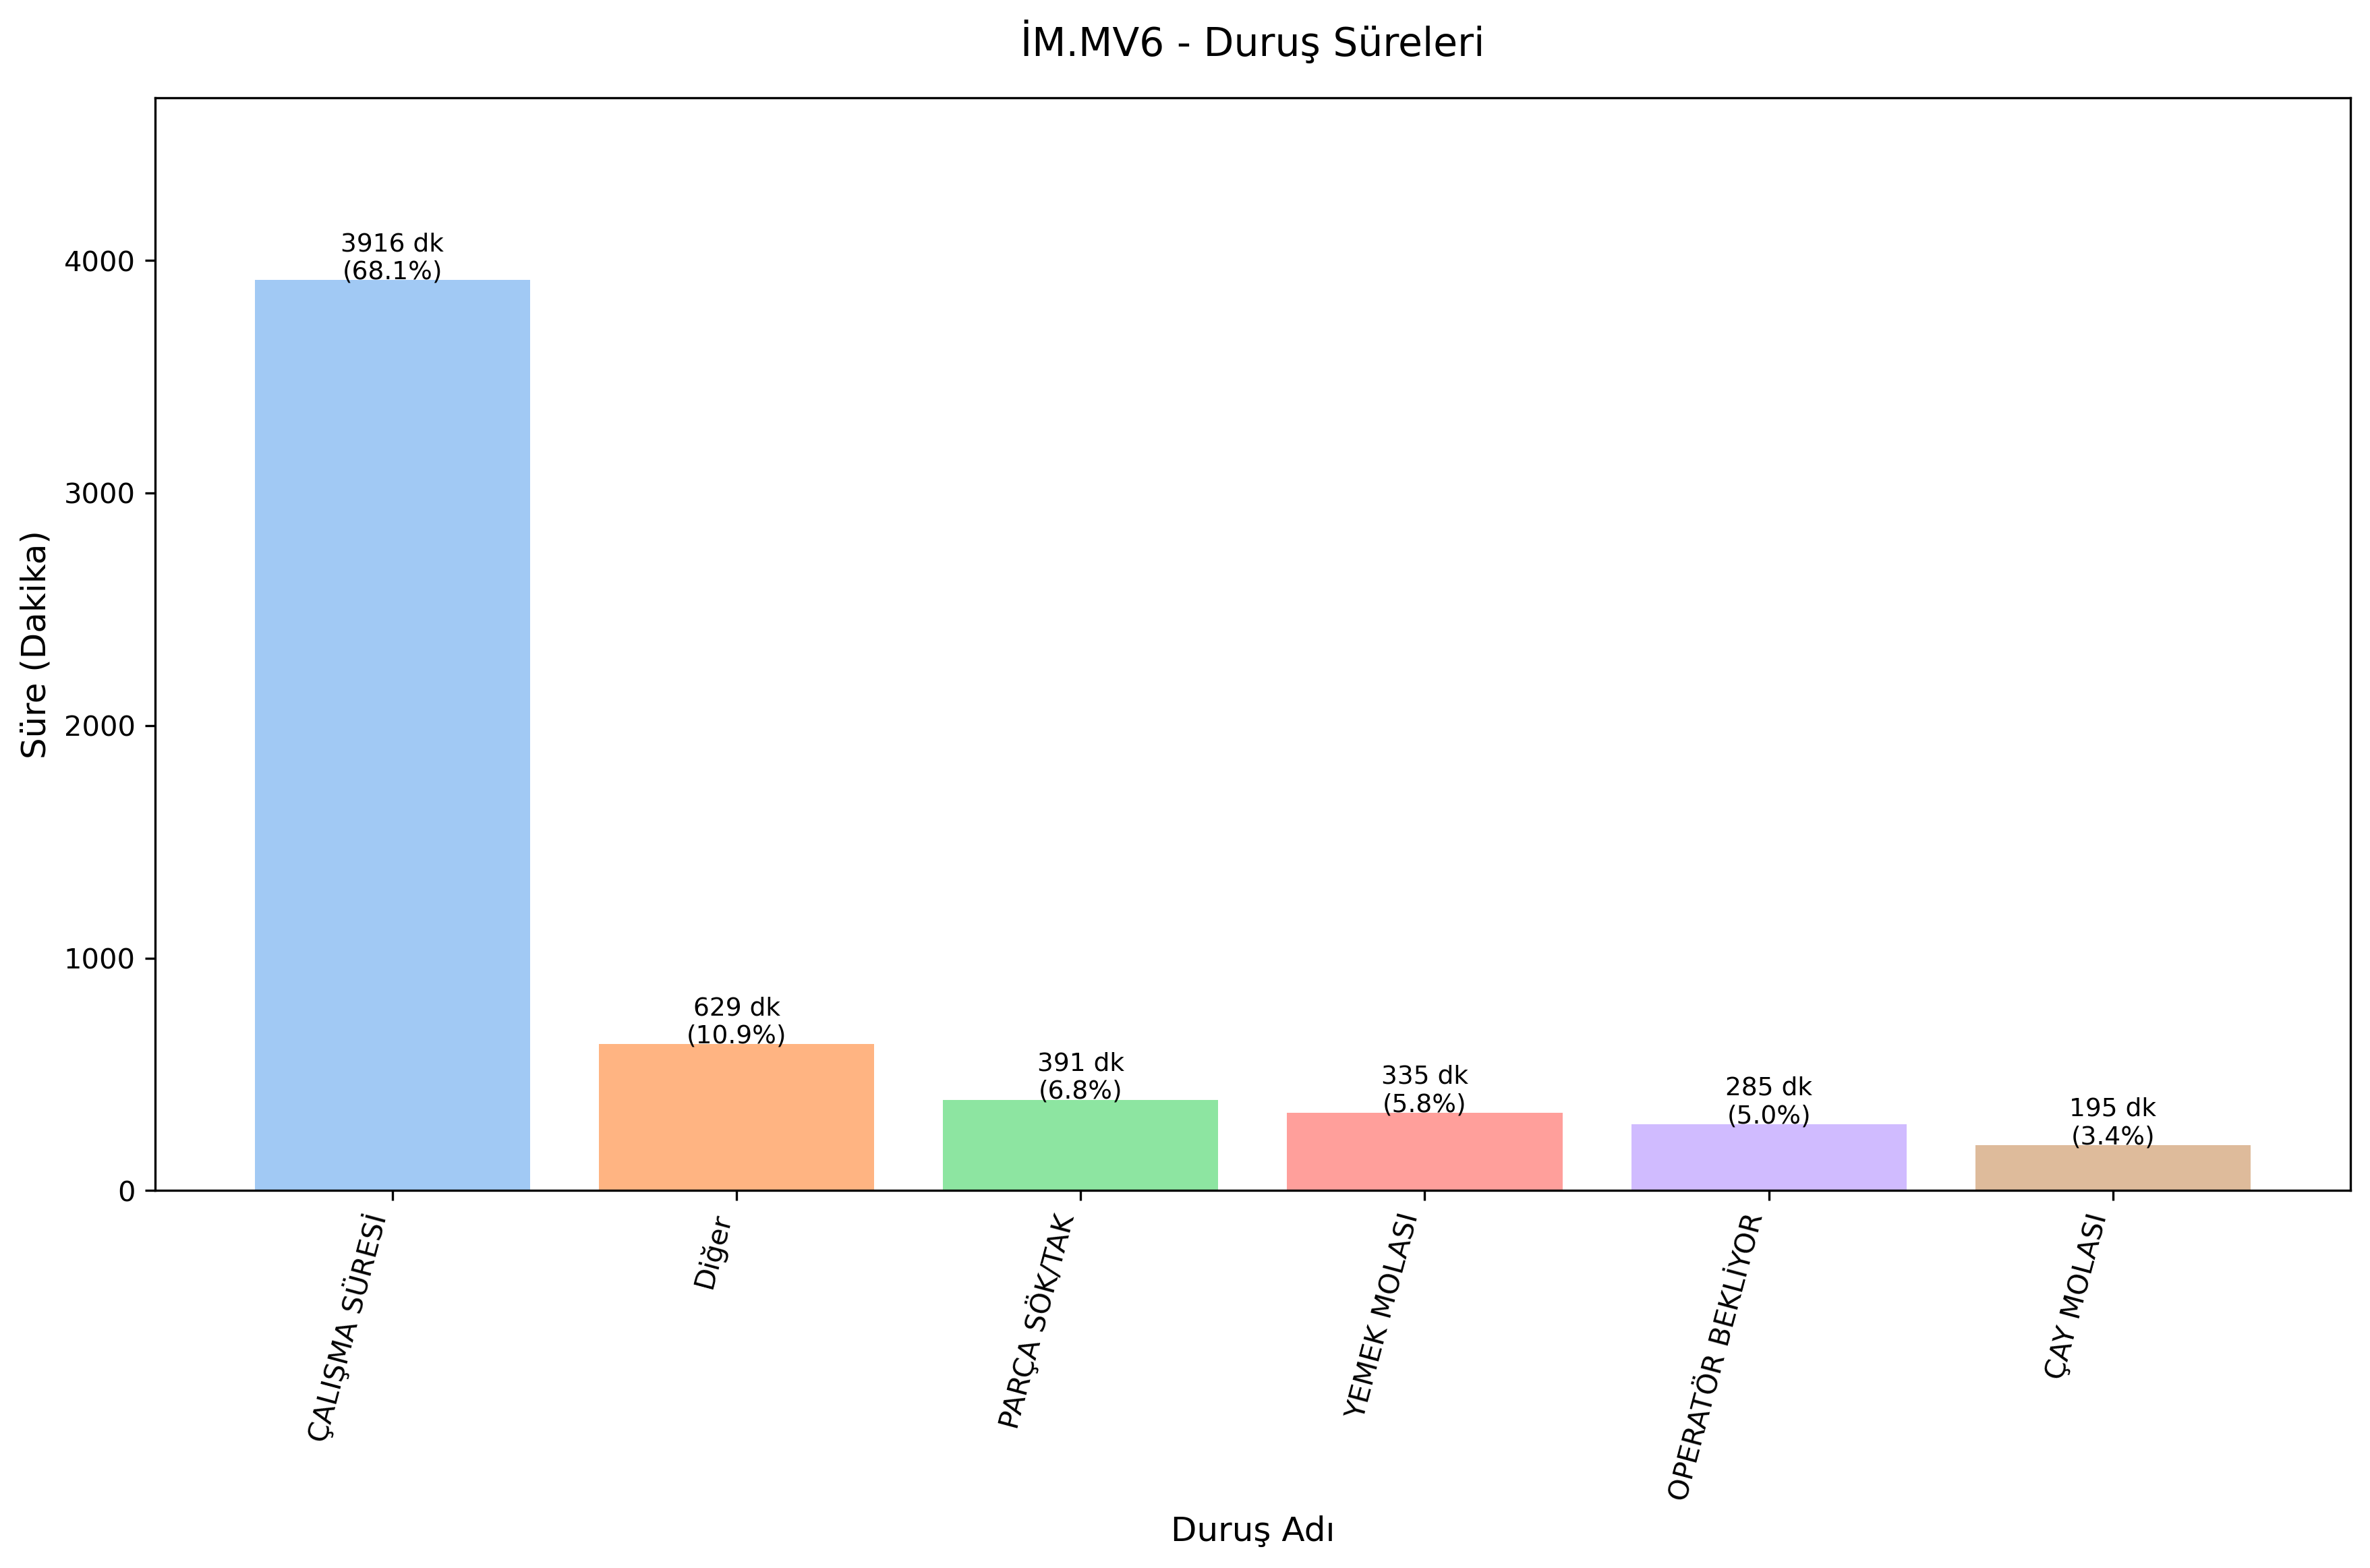 İM.MV6 - Duruş Süreleri
Süre (Dakika)
4000
3000
2000
1000
0
3916 dk
(68.1%)
629 dk
(10.9%)
391 dk
(6.8%)
335 dk
(5.8%)
285 dk
(5.0%)
195 dk
(3.4%)
ÇALIŞMA SÜRESİ
Diğer
PARÇA SÖK/TAK
YEMEK MOLASI
OPERATÖR BEKLİYOR
ÇAY MOLASI
Duruş Adı